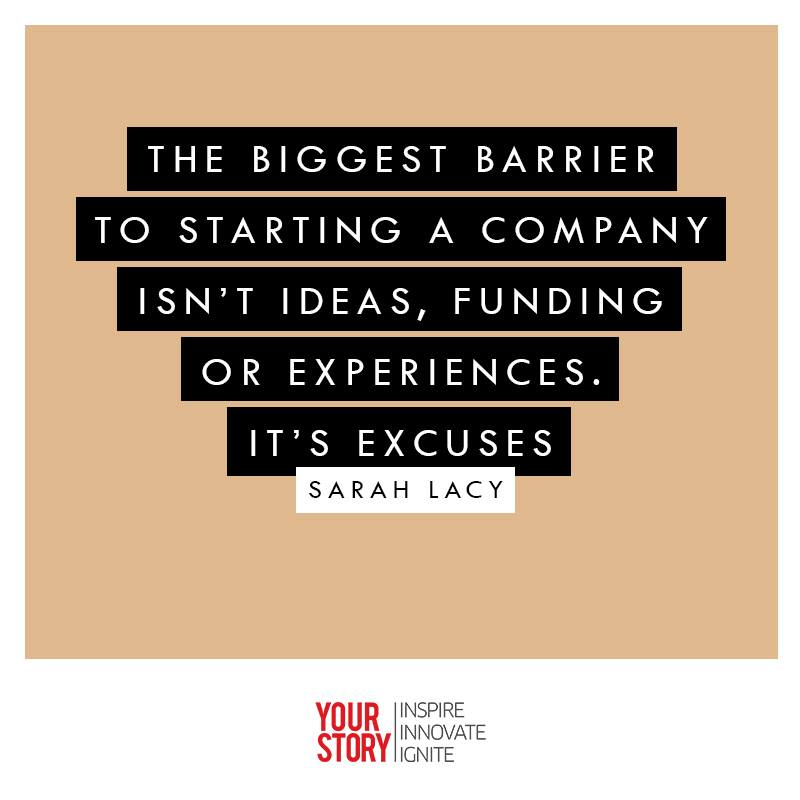 THE BIGGEST BARRIER
TO STARTING A COMPANY
ISN'T IDEAS, FUNDING
OR EXPERIENCES.
IT'S EXCUSES
SARAH LACY
YOUR STORY
INSPIRE
INNOVATE
IGNITE